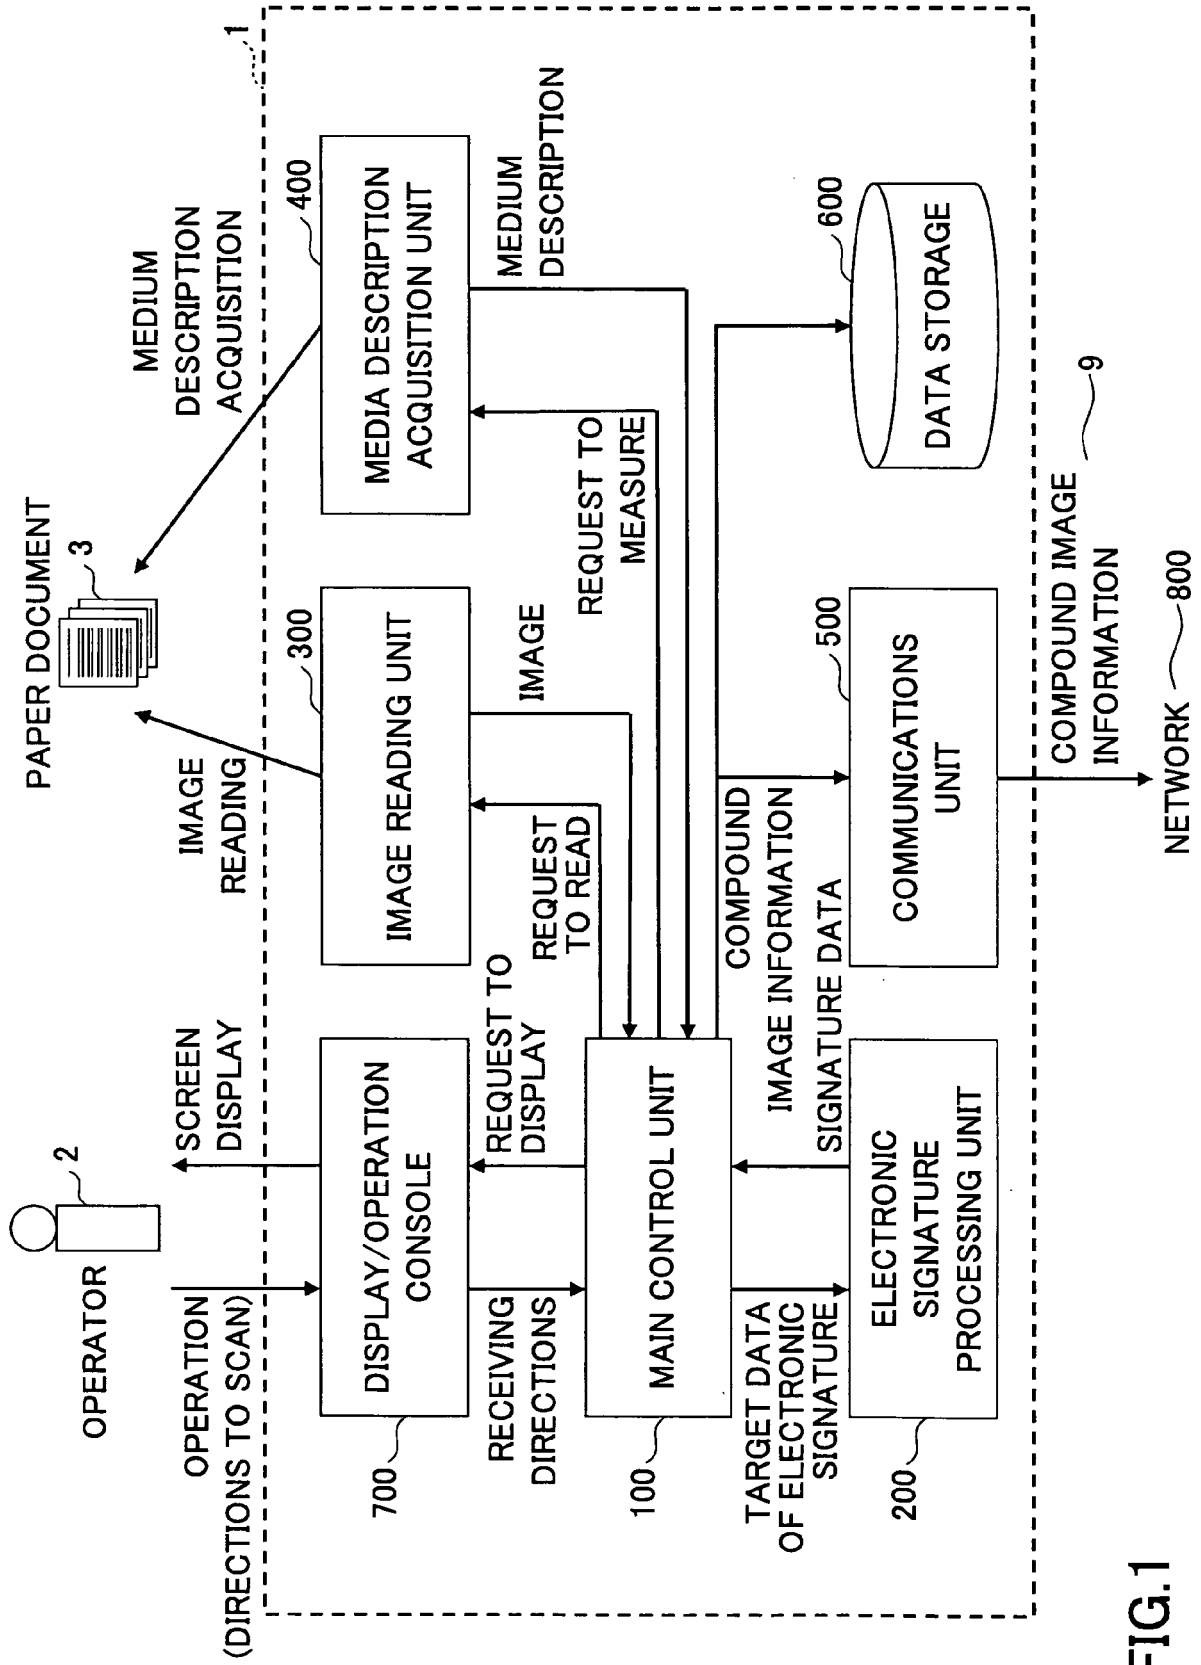 OPERATOR
2
PAPER DOCUMENT
3
OPERATION
(DIRECTIONS TO SCAN)
SCREEN
DISPLAY
IMAGE
READING
MEDIUM
DESCRIPTION
ACQUISITION
1
700
DISPLAY/OPERATION
CONSOLE
300
IMAGE READING UNIT
400
MEDIA DESCRIPTION
ACQUISITION UNIT
RECEIVING
DIRECTIONS
REQUEST TO
DISPLAY
REQUEST
TO READ
IMAGE
REQUEST TO
MEASURE
MEDIUM
DESCRIPTION
100
MAIN CONTROL UNIT
TARGET DATA
OF ELECTRONIC
SIGNATURE
SIGNATURE DATA
COMPOUND
IMAGE INFORMATION
200
ELECTRONIC
SIGNATURE
PROCESSING UNIT
500
COMMUNICATIONS
UNIT
600
DATA STORAGE
COMPOUND IMAGE
INFORMATION
9
NETWORK
800
FIG.1